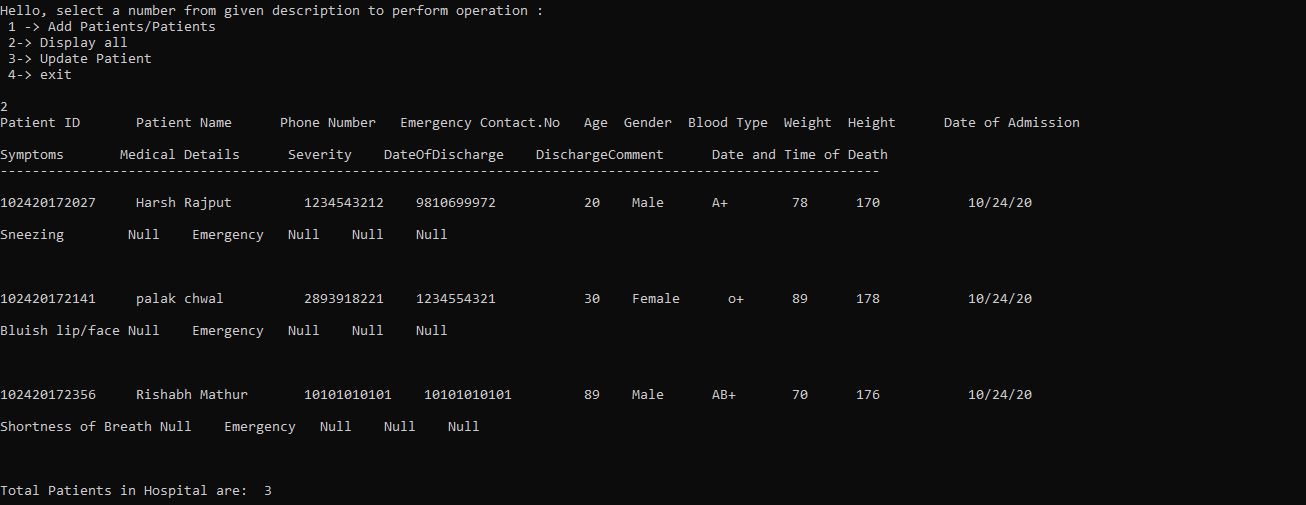 Hello, select a number from given description to perform operation :
1 -> Add Patients/Patients
2-> Display all
3-> Update Patient
4-> exit
2
Patient ID Patient Name Phone Number Emergency Contact.No Age Gender Blood Type Weight Height Date of Admission
Symptoms Medical Details Severity DateOfDischarge DischargeComment Date and Time of Death
--------------------------------------------------------------------------------------------------------------
102420172027 Harsh Rajput 1234543212 9810699972 20 Male A+ 78 170 10/24/20
Sneezing Null Emergency Null Null Null
102420172141 palak chwal 2893918221 1234554321 30 Female o+ 89 178 10/24/20
Bluish lip/face Null Emergency Null Null Null
102420172356 Rishabh Mathur 10101010101 10101010101 89 Male AB+ 70 176 10/24/20
Shortness of Breath Null Emergency Null Null Null
Total Patients in Hospital are: 3